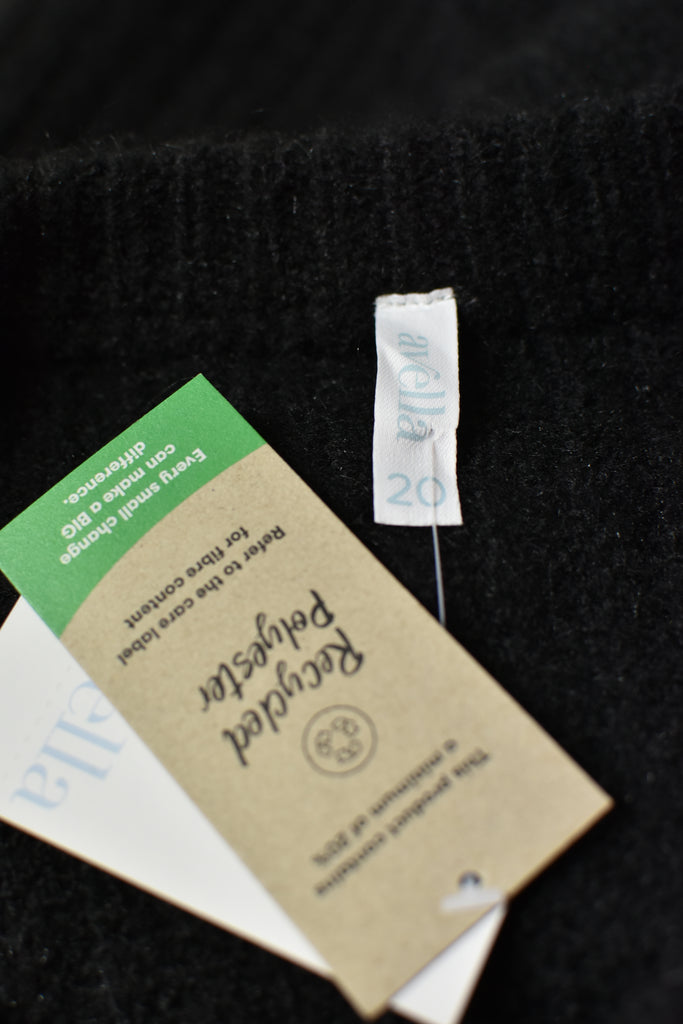 avella
20
This product contains
a minimum of 20%
Recycled
Polyester
Refer to the care label
for fibre content
Every small change
can make a BIG
difference.
ella